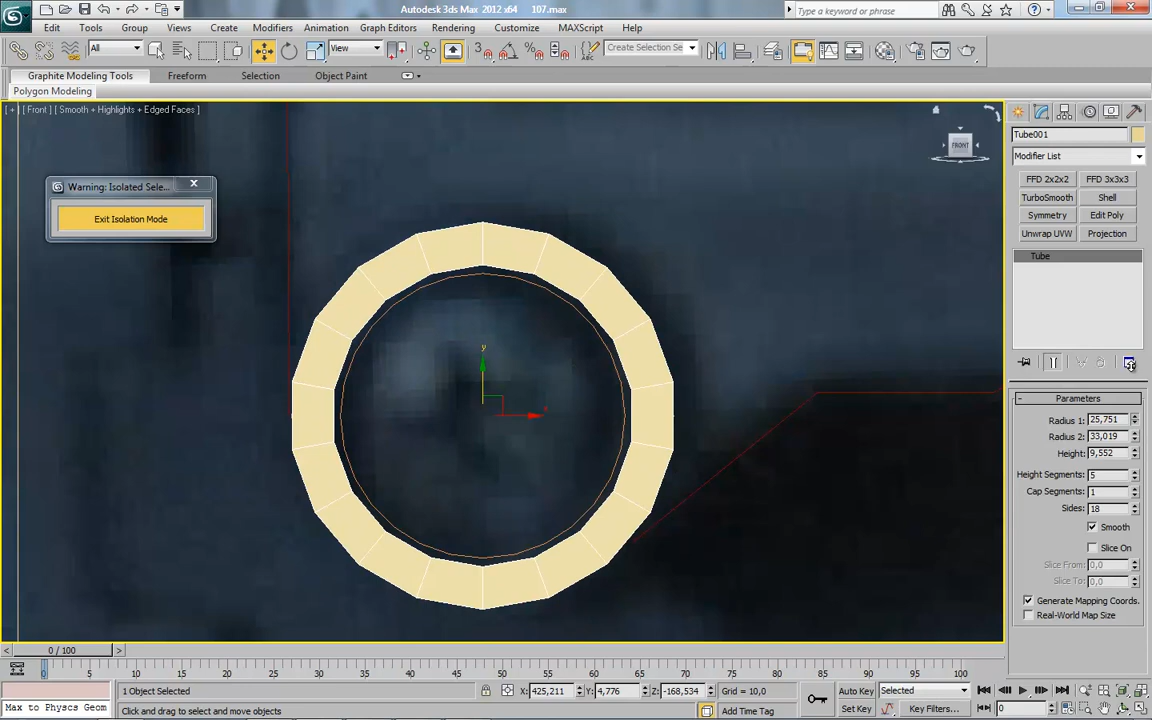 Autodesk 3ds Max 2012 x64 107.max
Type a keyword or phrase
Edit Tools Group Views Create Modifiers Animation Graph Editors Rendering Customize MAXScript Help
All View Create Selection Se
Graphite Modeling Tools Freeform Selection Object Paint
Polygon Modeling
[ + ] [ Front ] [ Smooth + Highlights + Edged Faces ]
FRONT
Warning: Isolated Sele...
Exit Isolation Mode
y
x
Tube001
Modifier List
FFD 2x2x2 FFD 3x3x3
TurboSmooth Shell
Symmetry Edit Poly
Unwrap UVW Projection
Tube
- Parameters
Radius 1: 25,751
Radius 2: 33,019
Height: 9,552
Height Segments: 5
Cap Segments: 1
Sides: 18
Smooth
Slice On
Slice From: 0,0
Slice To: 0,0
Generate Mapping Coords.
Real-World Map Size
< 0 / 100 >
0 5 10 15 20 25 30 35 40 45 50 55 60 65 70 75 80 85 90 95 100
1 Object Selected X: 425,211 Y: 4,776 Z: -168,534 Grid = 10,0 Auto Key Selected
Max to Physcs Geom Click and drag to select and move objects Add Time Tag Set Key Key Filters... 0